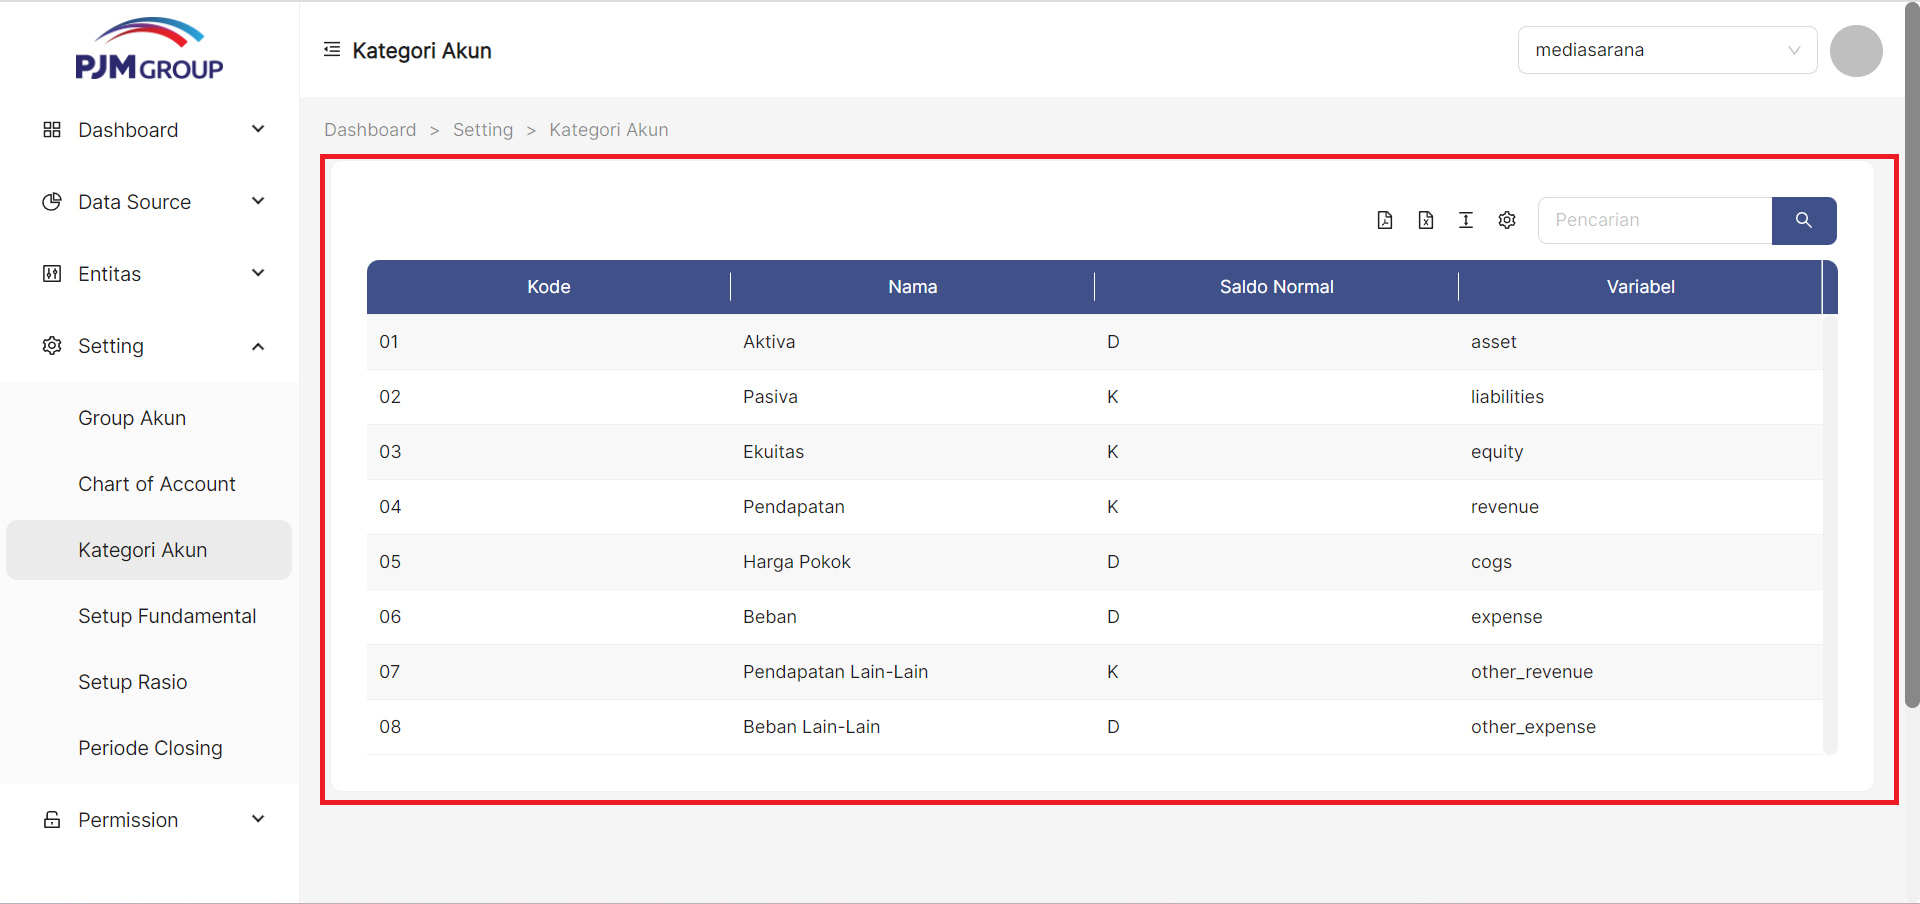 PJM GROUP
Dashboard
Data Source
Entitas
Setting
Group Akun
Chart of Account
Kategori Akun
Setup Fundamental
Setup Rasio
Periode Closing
Permission
Kategori Akun
mediasarana
Dashboard > Setting > Kategori Akun
Pencarian
Kode Nama Saldo Normal Variabel
01 Aktiva D asset
02 Pasiva K liabilities
03 Ekuitas K equity
04 Pendapatan K revenue
05 Harga Pokok D cogs
06 Beban D expense
07 Pendapatan Lain-Lain K other_revenue
08 Beban Lain-Lain D other_expense